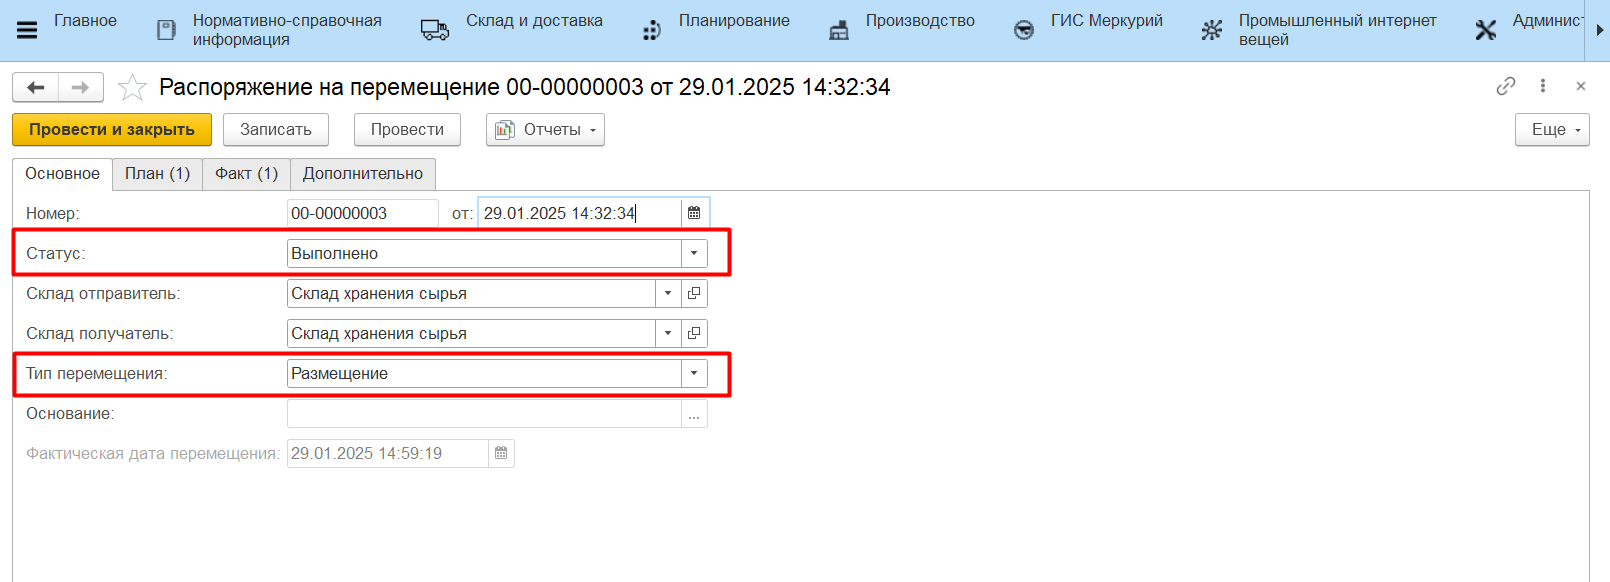 Главное
Нормативно-справочная
информация
Склад и доставка
Планирование
Производство
ГИС Меркурий
Промышленный интернет
вещей
Админис
Распоряжение на перемещение 00-00000003 от 29.01.2025 14:32:34
Провести и закрыть
Записать
Провести
Отчеты
Еще
Основное
План (1)
Факт (1)
Дополнительно
Номер: 00-00000003 от: 29.01.2025 14:32:34
Статус: Выполнено
Склад отправитель: Склад хранения сырья
Склад получатель: Склад хранения сырья
Тип перемещения: Размещение
Основание: ...
Фактическая дата перемещения: 29.01.2025 14:59:19